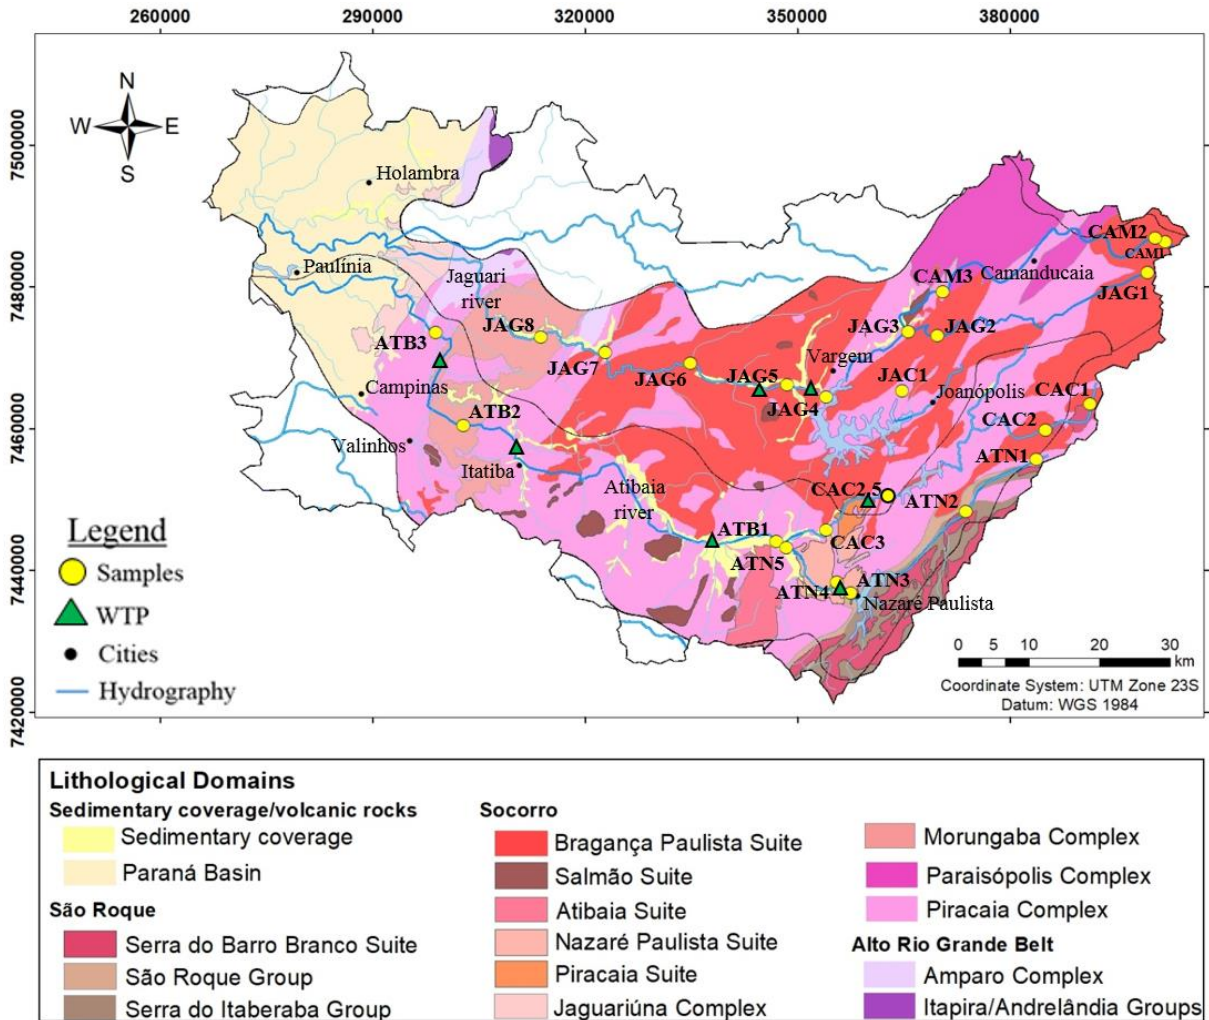 260000
290000
320000
350000
380000
7500000
7480000
7460000
7440000
7420000
N
W
E
S
Holambra
Paulínia
Jaguari
river
CAM2
CAM1
CAM3
Camanducaia
JAG1
JAG8
JAG3
JAG2
ATB3
JAG7
Vargem
JAG6
JAG5
JAC1
Joanópolis
CAC1
Campinas
JAG4
ATB2
CAC2
Valinhos
Itatiba
ATN1
Atibaia
river
CAC2,5
ATN2
ATB1
CAC3
ATN5
ATN3
ATN4
Nazaré Paulista
Legend
Samples
WTP
Cities
Hydrography
0 10 20 30
km
Coordinate System: UTM Zone 23S
Datum: WGS 1984
Lithological Domains
Sedimentary coverage/volcanic rocks
Sedimentary coverage
Paraná Basin
São Roque
Serra do Barro Branco Suite
São Roque Group
Serra do Itaberaba Group
Socorro
Bragança Paulista Suite
Salmão Suite
Atibaia Suite
Nazaré Paulista Suite
Piracaia Suite
Jaguariúna Complex
Morungaba Complex
Paraisópolis Complex
Piracaia Complex
Alto Rio Grande Belt
Amparo Complex
Itapira/Andrelândia Groups